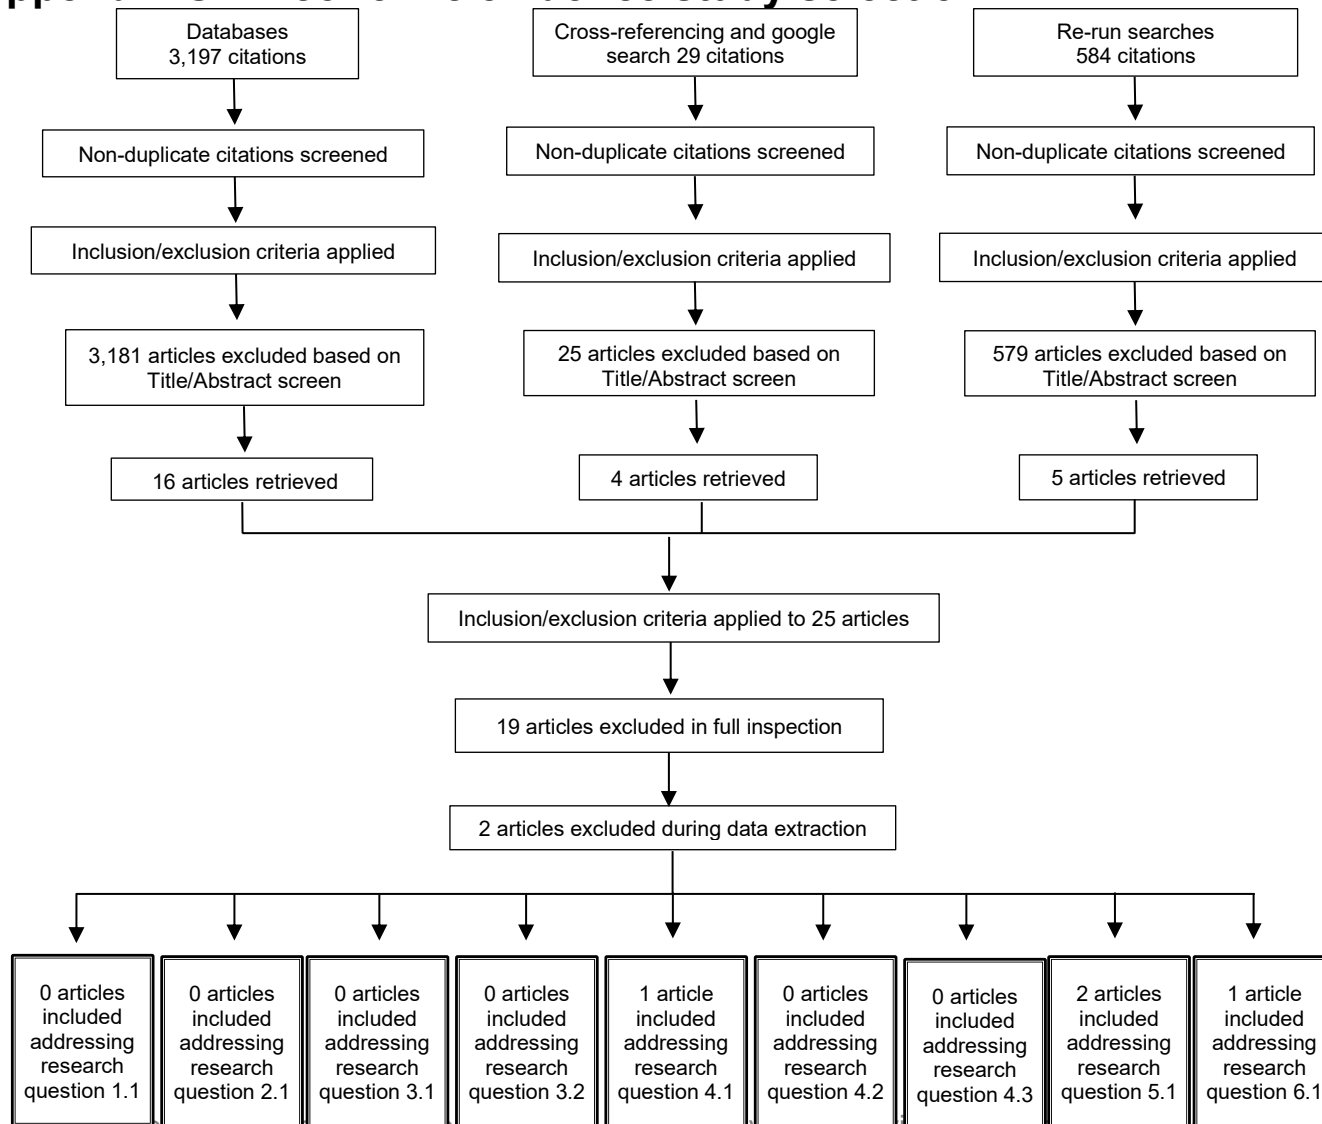 Databases
3,197 citations
Cross-referencing and google
search 29 citations
Re-run searches
584 citations
Non-duplicate citations screened
Non-duplicate citations screened
Non-duplicate citations screened
Inclusion/exclusion criteria applied
Inclusion/exclusion criteria applied
Inclusion/exclusion criteria applied
3,181 articles excluded based on
Title/Abstract screen
25 articles excluded based on
Title/Abstract screen
579 articles excluded based on
Title/Abstract screen
16 articles retrieved
4 articles retrieved
5 articles retrieved
Inclusion/exclusion criteria applied to 25 articles
19 articles excluded in full inspection
2 articles excluded during data extraction
0 articles
included
addressing
research
question 1.1
0 articles
included
addressing
research
question 2.1
0 articles
included
addressing
research
question 3.1
0 articles
included
addressing
research
question 3.2
1 article
included
addressing
research
question 4.1
0 articles
included
addressing
research
question 4.2
0 articles
included
addressing
research
question 4.3
2 articles
included
addressing
research
question 5.1
1 article
included
addressing
research
question 6.1